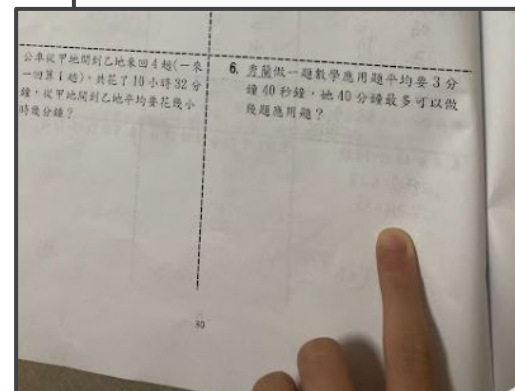 公車從甲地開到乙地來回4趟(一來
一回算1趟)，共花了10小時32分
鐘，從甲地開到乙地平均要花幾小
時幾分鐘？
6. 秀蘭做一題數學應用題平均要3分
鐘40秒鐘，她40分鐘最多可以做
幾題應用題？
80